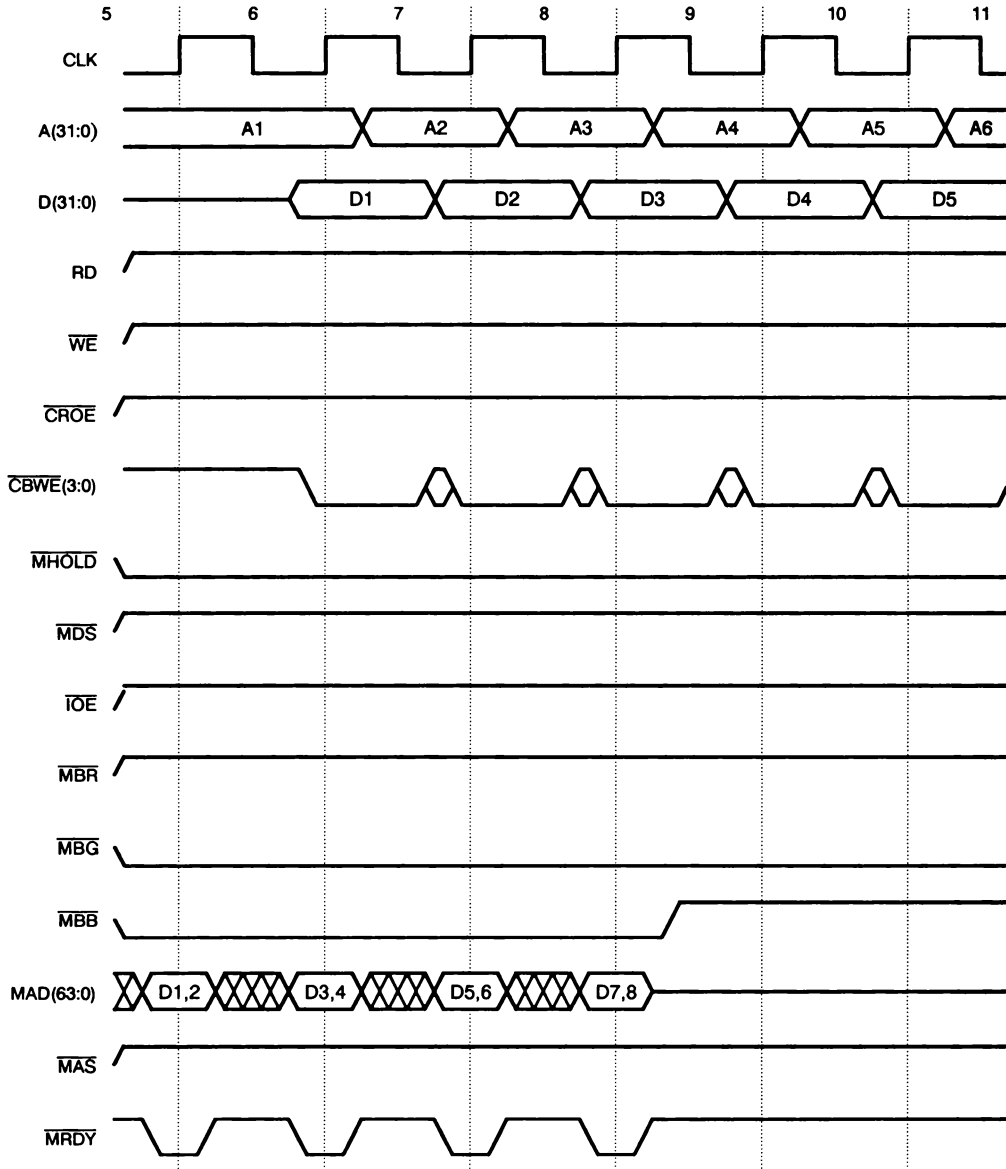 5 6 7 8 9 10 11
CLK
A(31:0) A1 A2 A3 A4 A5 A6
D(31:0) D1 D2 D3 D4 D5
RD
WE
CROE
CBWE(3:0)
MHOLD
MDS
IOE
MBR
MBG
MBB
MAD(63:0) D1,2 D3,4 D5,6 D7,8
MAS
MRDY